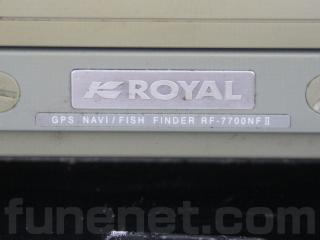 ROYAL
GPS NAVI / FISH FINDER RF-7700NFⅡ
funenet.com